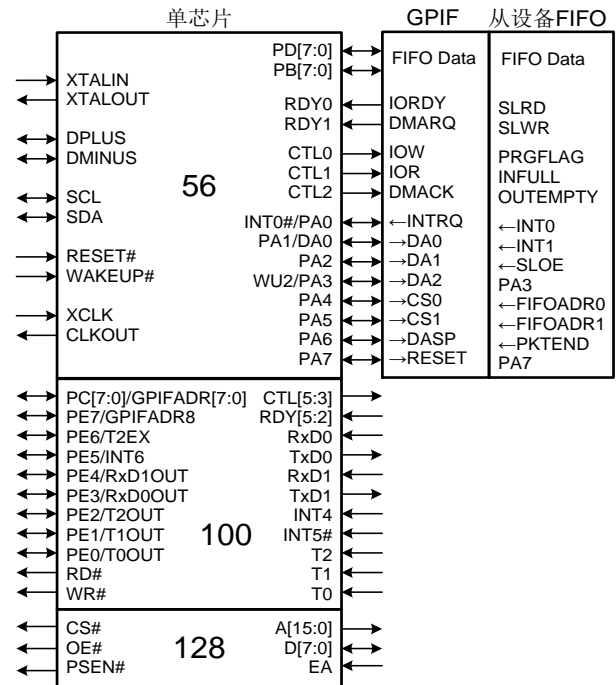 单芯片 GPIF 从设备FIFO
PD[7:0] FIFO Data FIFO Data
PB[7:0]
XTALIN
XTALOUT
RDY0 IORDY SLRD
RDY1 DMARQ SLWR
DPLUS
DMINUS
CTL0 IOW PRGFLAG
CTL1 IOR INFULL
CTL2 DMACK OUTEMPTY
56
SCL
SDA
INT0#/PA0 ←INTRQ ←INT0
PA1/DA0 →DA0 ←INT1
RESET# PA2 →DA1 ←SLOE
WAKEUP# WU2/PA3 →DA2 PA3
PA4 →CS0 ←FIFOADR0
XCLK PA5 →CS1 ←FIFOADR1
CLKOUT PA6 →DASP ←PKTEND
PA7 →RESET PA7
PC[7:0]/GPIFADR[7:0] CTL[5:3]
PE7/GPIFADR8 RDY[5:2]
PE6/T2EX RxD0
PE5/INT6 TxD0
PE4/RxD1OUT RxD1
PE3/RxD0OUT TxD1
PE2/T2OUT INT4
PE1/T1OUT 100 INT5#
PE0/T0OUT T2
RD# T1
WR# T0
CS# A[15:0]
OE# 128 D[7:0]
PSEN# EA